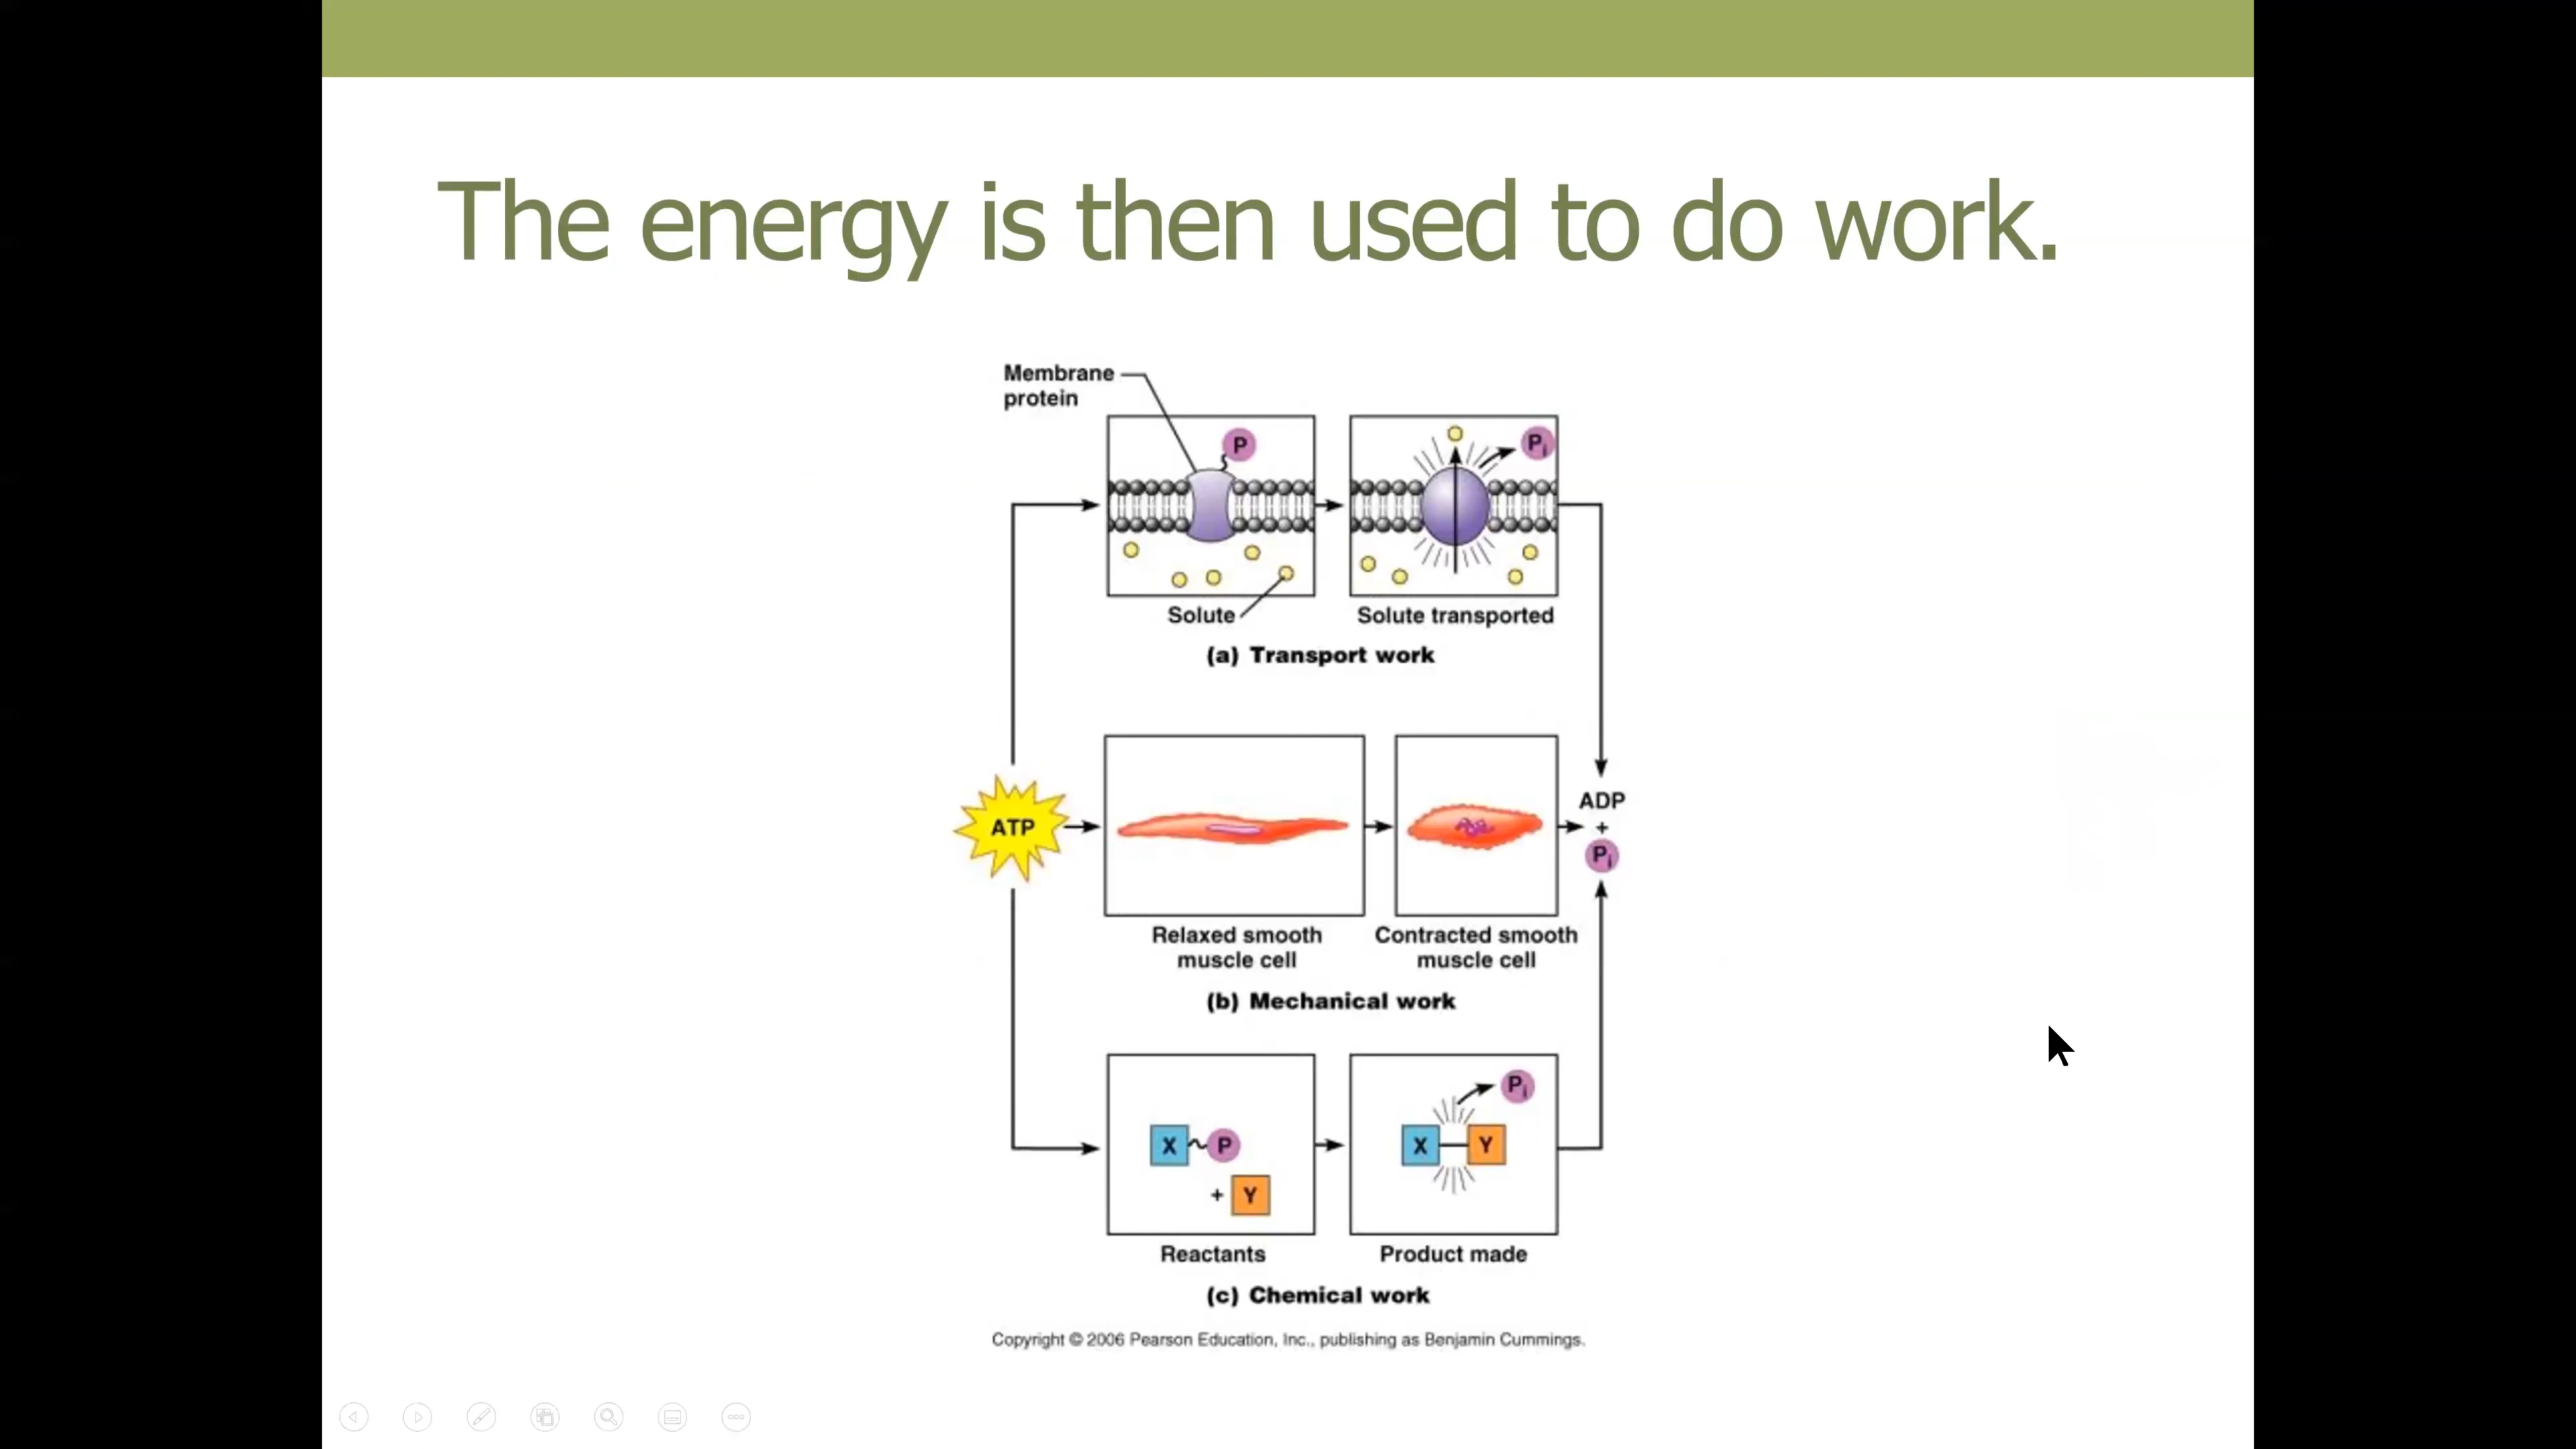 The energy is then used to do work.
Membrane
protein
P
Pi
Solute
Solute transported
(a) Transport work
ATP
ADP
+
Pi
Relaxed smooth
muscle cell
Contracted smooth
muscle cell
(b) Mechanical work
X P
+ Y
Pi
X Y
Reactants
Product made
(c) Chemical work
Copyright © 2006 Pearson Education, Inc., publishing as Benjamin Cummings.